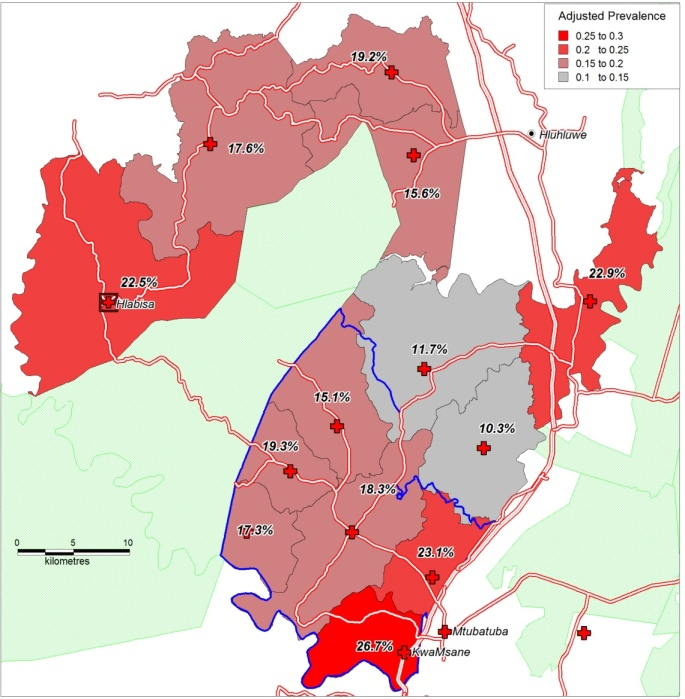 Adjusted Prevalence
0.25 to 0.3
0.2 to 0.25
0.15 to 0.2
0.1 to 0.15
19.2%
Hluhluwe
17.6%
15.6%
22.5%
Hlabisa
22.9%
11.7%
15.1%
10.3%
19.3%
18.3%
17.3%
0 5 10
kilometres
23.1%
Mtubatuba
26.7%
KwaMsane